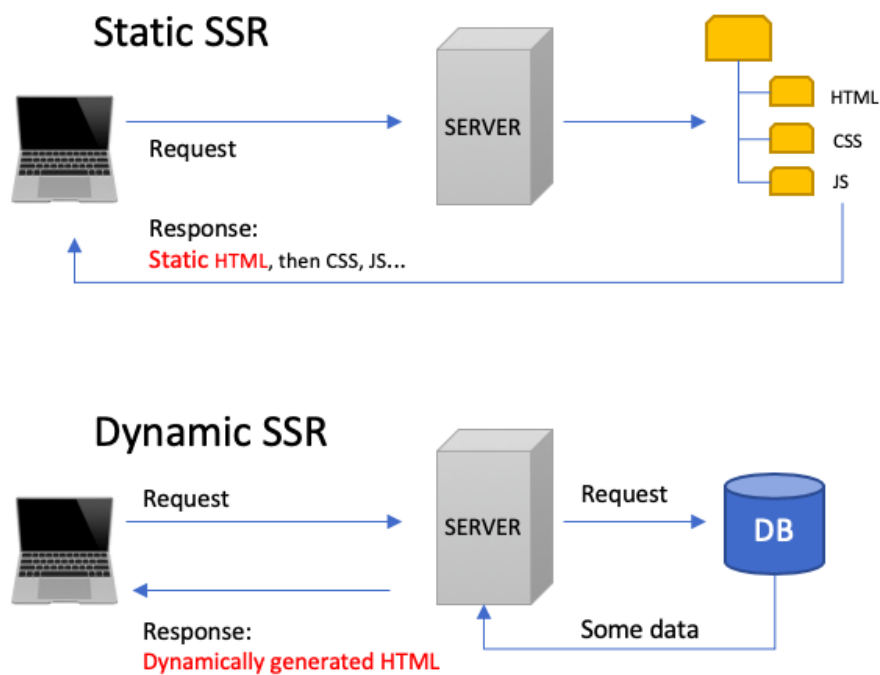 Static SSR
SERVER
HTML
Request
CSS
JS
Response:
Static HTML, then CSS, JS...
Dynamic SSR
Request
Request
SERVER
DB
Response:
Some data
Dynamically generated HTML